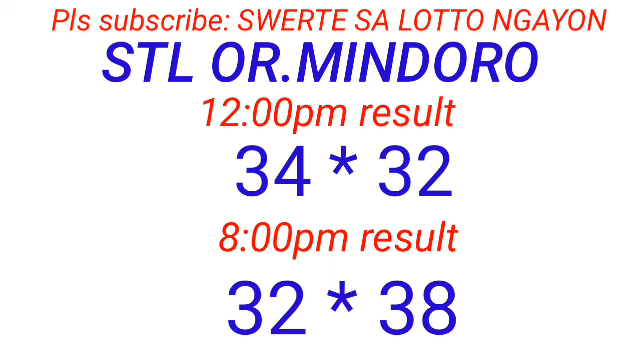 Pls subscribe: SWERTE SA LOTTO NGAYON
STL OR.MINDORO
12:00pm result
34 * 32
8:00pm result
32 * 38